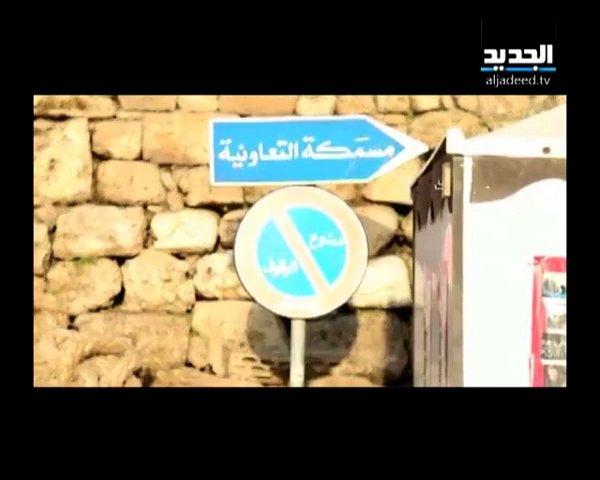 الجديد
aljadeed.tv
مسمكة التعاونية
ممنوع
الوقوف